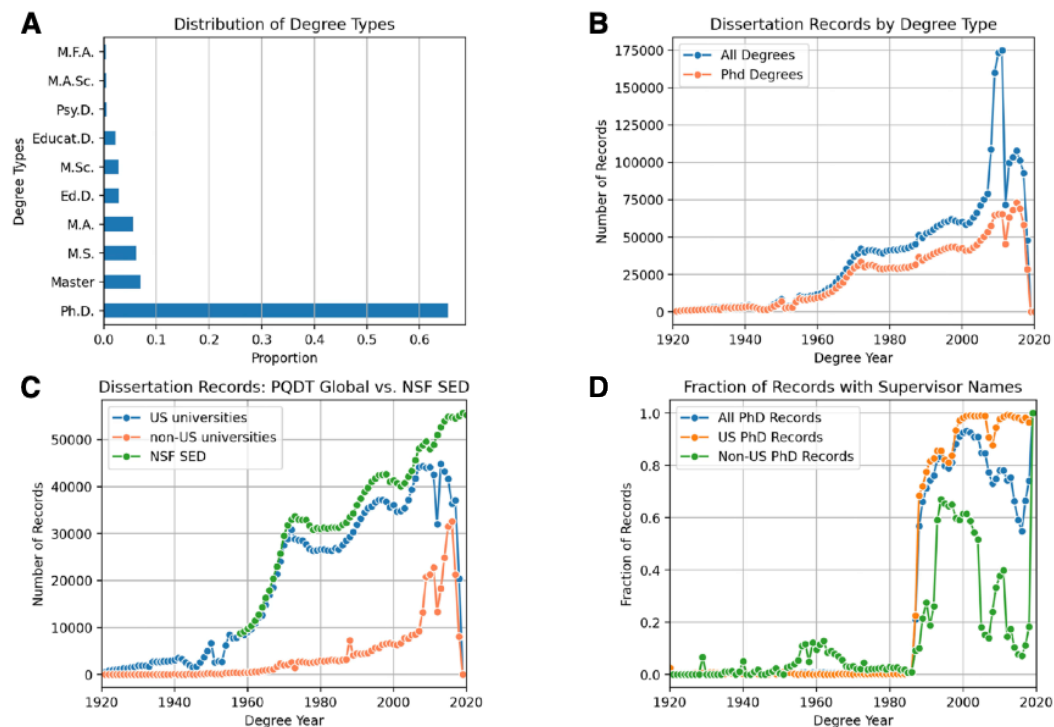 A
Distribution of Degree Types
M.F.A.
M.A.Sc.
Psy.D.
Educat.D.
M.Sc.
Ed.D.
M.A.
M.S.
Master
Ph.D.
Degree Types
0.0 0.1 0.2 0.3 0.4 0.5 0.6
Proportion
B
Dissertation Records by Degree Type
All Degrees
Phd Degrees
175000
150000
125000
100000
75000
50000
25000
0
Number of Records
1920 1940 1960 1980 2000 2020
Degree Year
C
Dissertation Records: PQDT Global vs. NSF SED
US universities
non-US universities
NSF SED
50000
40000
30000
20000
10000
0
Number of Records
1920 1940 1960 1980 2000 2020
Degree Year
D
Fraction of Records with Supervisor Names
All PhD Records
US PhD Records
Non-US PhD Records
1.0
0.8
0.6
0.4
0.2
0.0
Fraction of Records
1920 1940 1960 1980 2000 2020
Degree Year